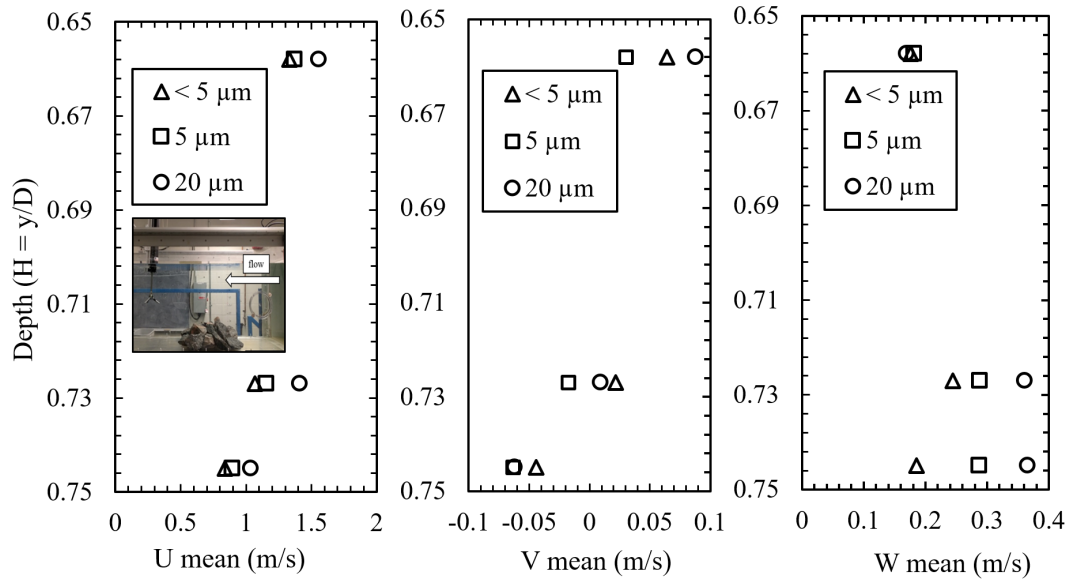 0.65
0.67
0.69
0.71
0.73
0.75
Depth (H = y/D)
< 5 µm
5 µm
20 µm
flow
0 0.5 1 1.5 2
U mean (m/s)
0.65
0.67
0.69
0.71
0.73
0.75
< 5 µm
5 µm
20 µm
-0.1 -0.05 0 0.05 0.1
V mean (m/s)
0.65
0.67
0.69
0.71
0.73
0.75
< 5 µm
5 µm
20 µm
0 0.1 0.2 0.3 0.4
W mean (m/s)